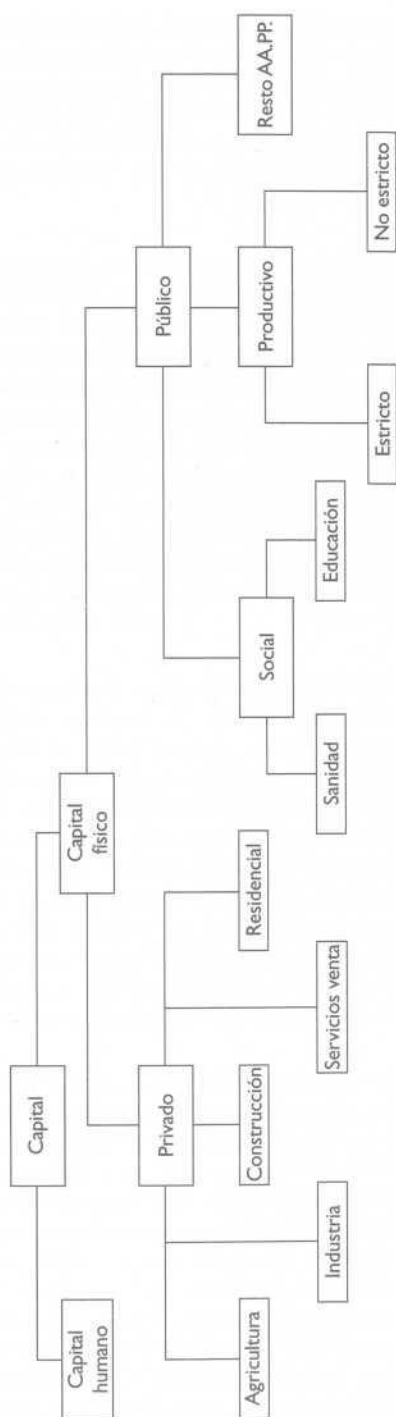 Capital
Capital
humano
Capital
físico
Privado
Público
Agricultura
Construcción
Residencial
Social
Productivo
Resto AA.PP.
Industria
Servicios venta
Sanidad
Educación
Estricto
No estricto